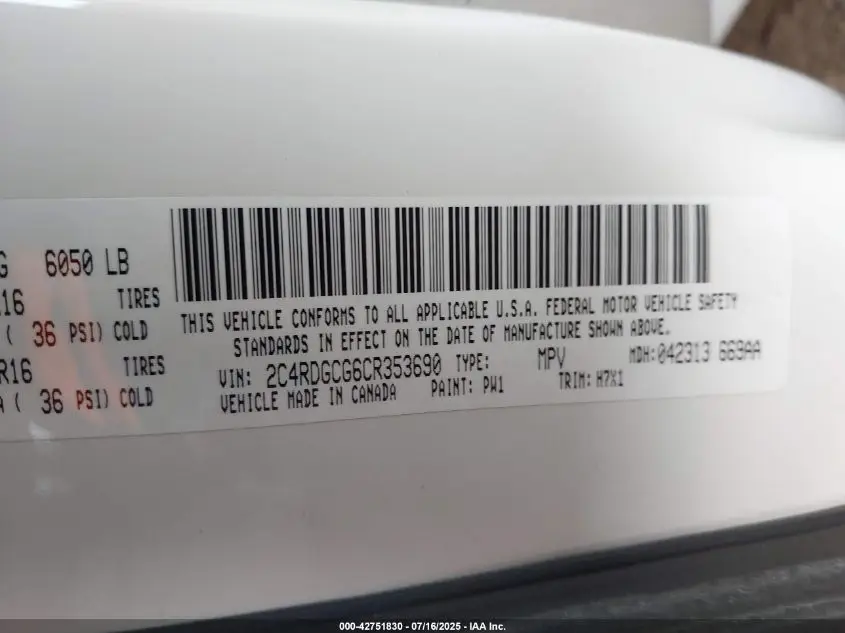 G 6050 LB
R16 TIRES
( 36 PSI) COLD
R16 TIRES
A ( 36 PSI) COLD
THIS VEHICLE CONFORMS TO ALL APPLICABLE U.S.A. FEDERAL MOTOR VEHICLE SAFETY
STANDARDS IN EFFECT ON THE DATE OF MANUFACTURE SHOWN ABOVE.
VIN: 2C4RDGCG6CR353690 TYPE: MPV MDH:042313 669AA
VEHICLE MADE IN CANADA PAINT: PW1 TRIM: H7X1
000-42751830 - 07/16/2025 - IAA Inc.